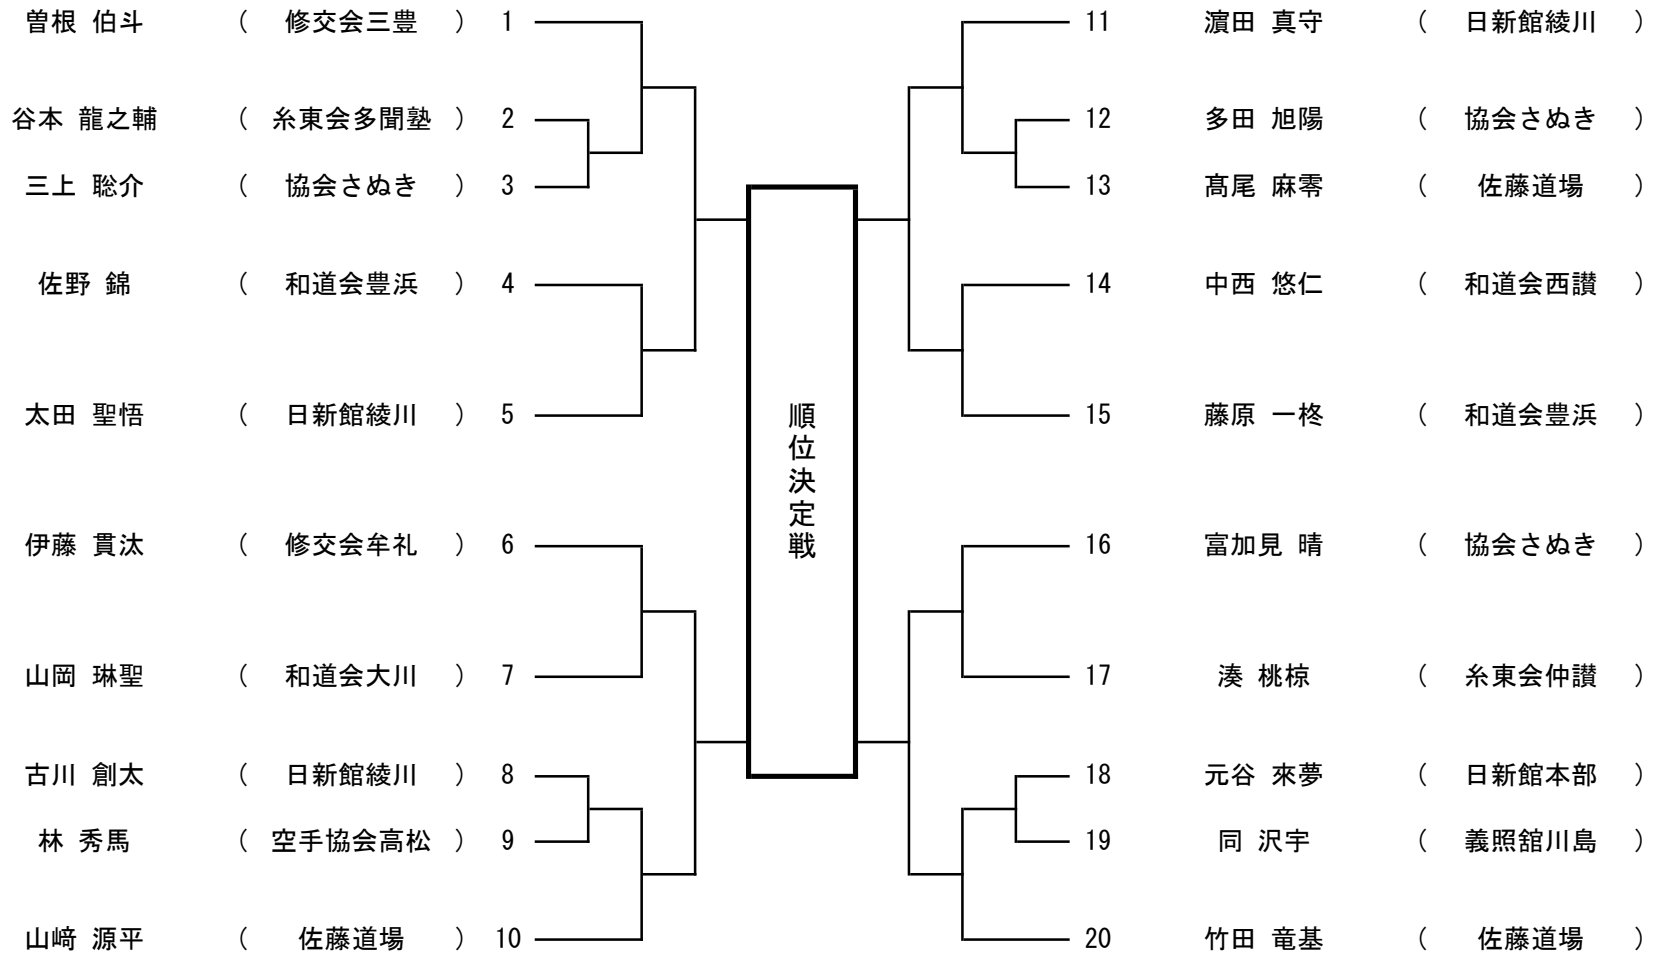 曽根 伯斗 ( 修交会三豊 ) 1
谷本 龍之輔 ( 糸東会多聞塾 ) 2
三上 聡介 ( 協会さぬき ) 3
佐野 錦 ( 和道会豊浜 ) 4
太田 聖悟 ( 日新館綾川 ) 5
伊藤 貫汰 ( 修交会牟礼 ) 6
山岡 琳聖 ( 和道会大川 ) 7
古川 創太 ( 日新館綾川 ) 8
林 秀馬 ( 空手協会高松 ) 9
山﨑 源平 ( 佐藤道場 ) 10
順位決定戦
11 濵田 真守 ( 日新館綾川 )
12 多田 旭陽 ( 協会さぬき )
13 髙尾 麻零 ( 佐藤道場 )
14 中西 悠仁 ( 和道会西讃 )
15 藤原 一柊 ( 和道会豊浜 )
16 富加見 晴 ( 協会さぬき )
17 湊 桃椋 ( 糸東会仲讃 )
18 元谷 來夢 ( 日新館本部 )
19 同 沢宇 ( 義照舘川島 )
20 竹田 竜基 ( 佐藤道場 )